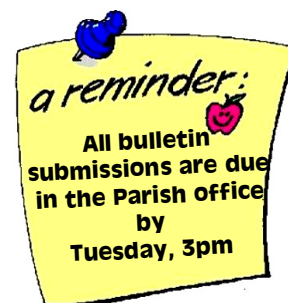 a reminder:
All bulletin
submissions are due
in the Parish office
by
Tuesday, 3pm